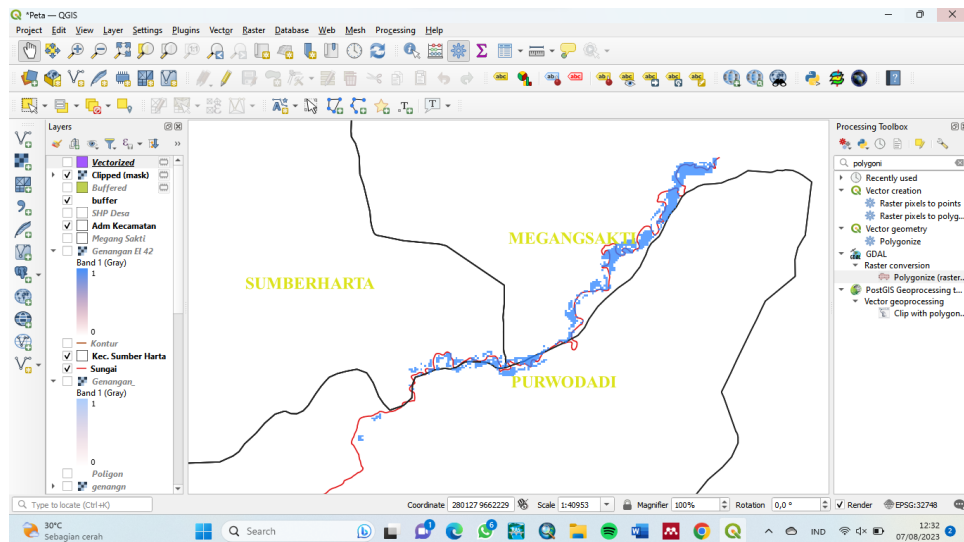 *Peta — QGIS
Project Edit View Layer Settings Plugins Vector Raster Database Web Mesh Processing Help
Layers
Vectorized
Clipped (mask)
Buffered
buffer
SHP Desa
Adm Kecamatan
Megang Sakti
Genangan El 42
Band 1 (Gray)
1
0
Kontur
Kec. Sumber Harta
Sungai
Genangan_
Band 1 (Gray)
1
0
Poligon
genangn
MEGANGSAKTI
SUMBERHARTA
PURWODADI
Processing Toolbox
polygoni
Recently used
Vector creation
Raster pixels to points
Raster pixels to polyg...
Vector geometry
Polygonize
GDAL
Raster conversion
Polygonize (raster...
PostGIS Geoprocessing t...
Vector geoprocessing
Clip with polygon...
Type to locate (Ctrl+K)
Coordinate 280127 9662229 Scale 1:40953 Magnifier 100% Rotation 0,0 ° Render EPSG:32748
30°C
Sebagian cerah
Search
IND
12:32
07/08/2023